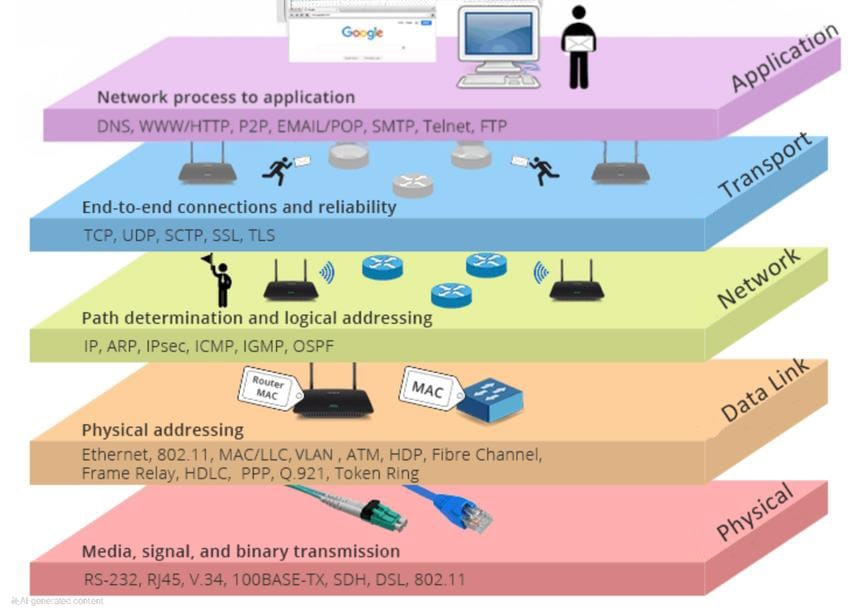 Google
Application
Network process to application
DNS, WWW/HTTP, P2P, EMAIL/POP, SMTP, Telnet, FTP
Transport
End-to-end connections and reliability
TCP, UDP, SCTP, SSL, TLS
Network
Path determination and logical addressing
IP, ARP, IPsec, ICMP, IGMP, OSPF
Data Link
Router
MAC
MAC
Physical addressing
Ethernet, 802.11, MAC/LLC, VLAN , ATM, HDP, Fibre Channel,
Frame Relay, HDLC, PPP, Q.921, Token Ring
Physical
Media, signal, and binary transmission
RS-232, RJ45, V.34, 100BASE-TX, SDH, DSL, 802.11
AI generated content